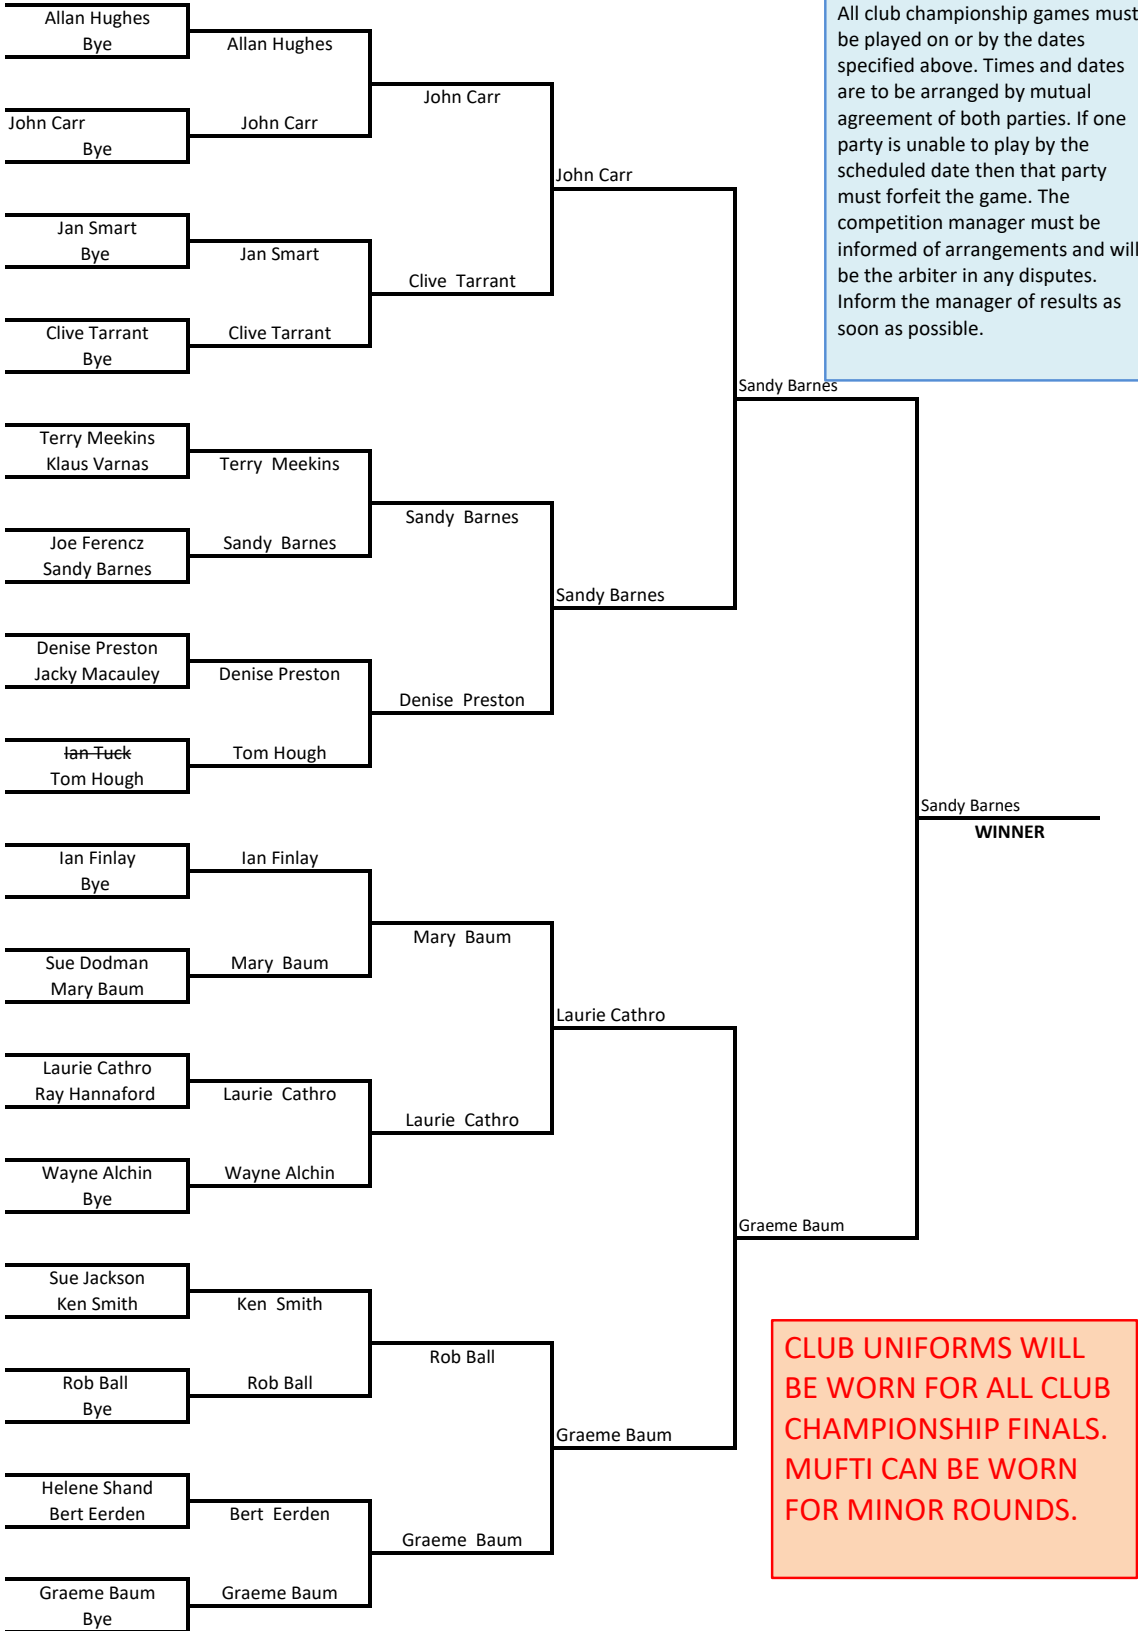 Allan Hughes
Bye
John Carr
Bye
Jan Smart
Bye
Clive Tarrant
Bye
Terry Meekins
Klaus Varnas
Joe Ferencz
Sandy Barnes
Denise Preston
Jacky Macauley
Ian Tuck
Tom Hough
Ian Finlay
Bye
Sue Dodman
Mary Baum
Laurie Cathro
Ray Hannaford
Wayne Alchin
Bye
Sue Jackson
Ken Smith
Rob Ball
Bye
Helene Shand
Bert Eerden
Graeme Baum
Bye
Allan Hughes
John Carr
Jan Smart
Clive Tarrant
Terry Meekins
Sandy Barnes
Denise Preston
Tom Hough
Ian Finlay
Mary Baum
Laurie Cathro
Wayne Alchin
Ken Smith
Rob Ball
Bert Eerden
Graeme Baum
John Carr
Clive Tarrant
Sandy Barnes
Denise Preston
Mary Baum
Laurie Cathro
Rob Ball
Graeme Baum
John Carr
Sandy Barnes
Laurie Cathro
Graeme Baum
Sandy Barnes
Graeme Baum
Sandy Barnes
WINNER
All club championship games must
be played on or by the dates
specified above. Times and dates
are to be arranged by mutual
agreement of both parties. If one
party is unable to play by the
scheduled date then that party
must forfeit the game. The
competition manager must be
informed of arrangements and will
be the arbiter in any disputes.
Inform the manager of results as
soon as possible.
CLUB UNIFORMS WILL
BE WORN FOR ALL CLUB
CHAMPIONSHIP FINALS.
MUFTI CAN BE WORN
FOR MINOR ROUNDS.